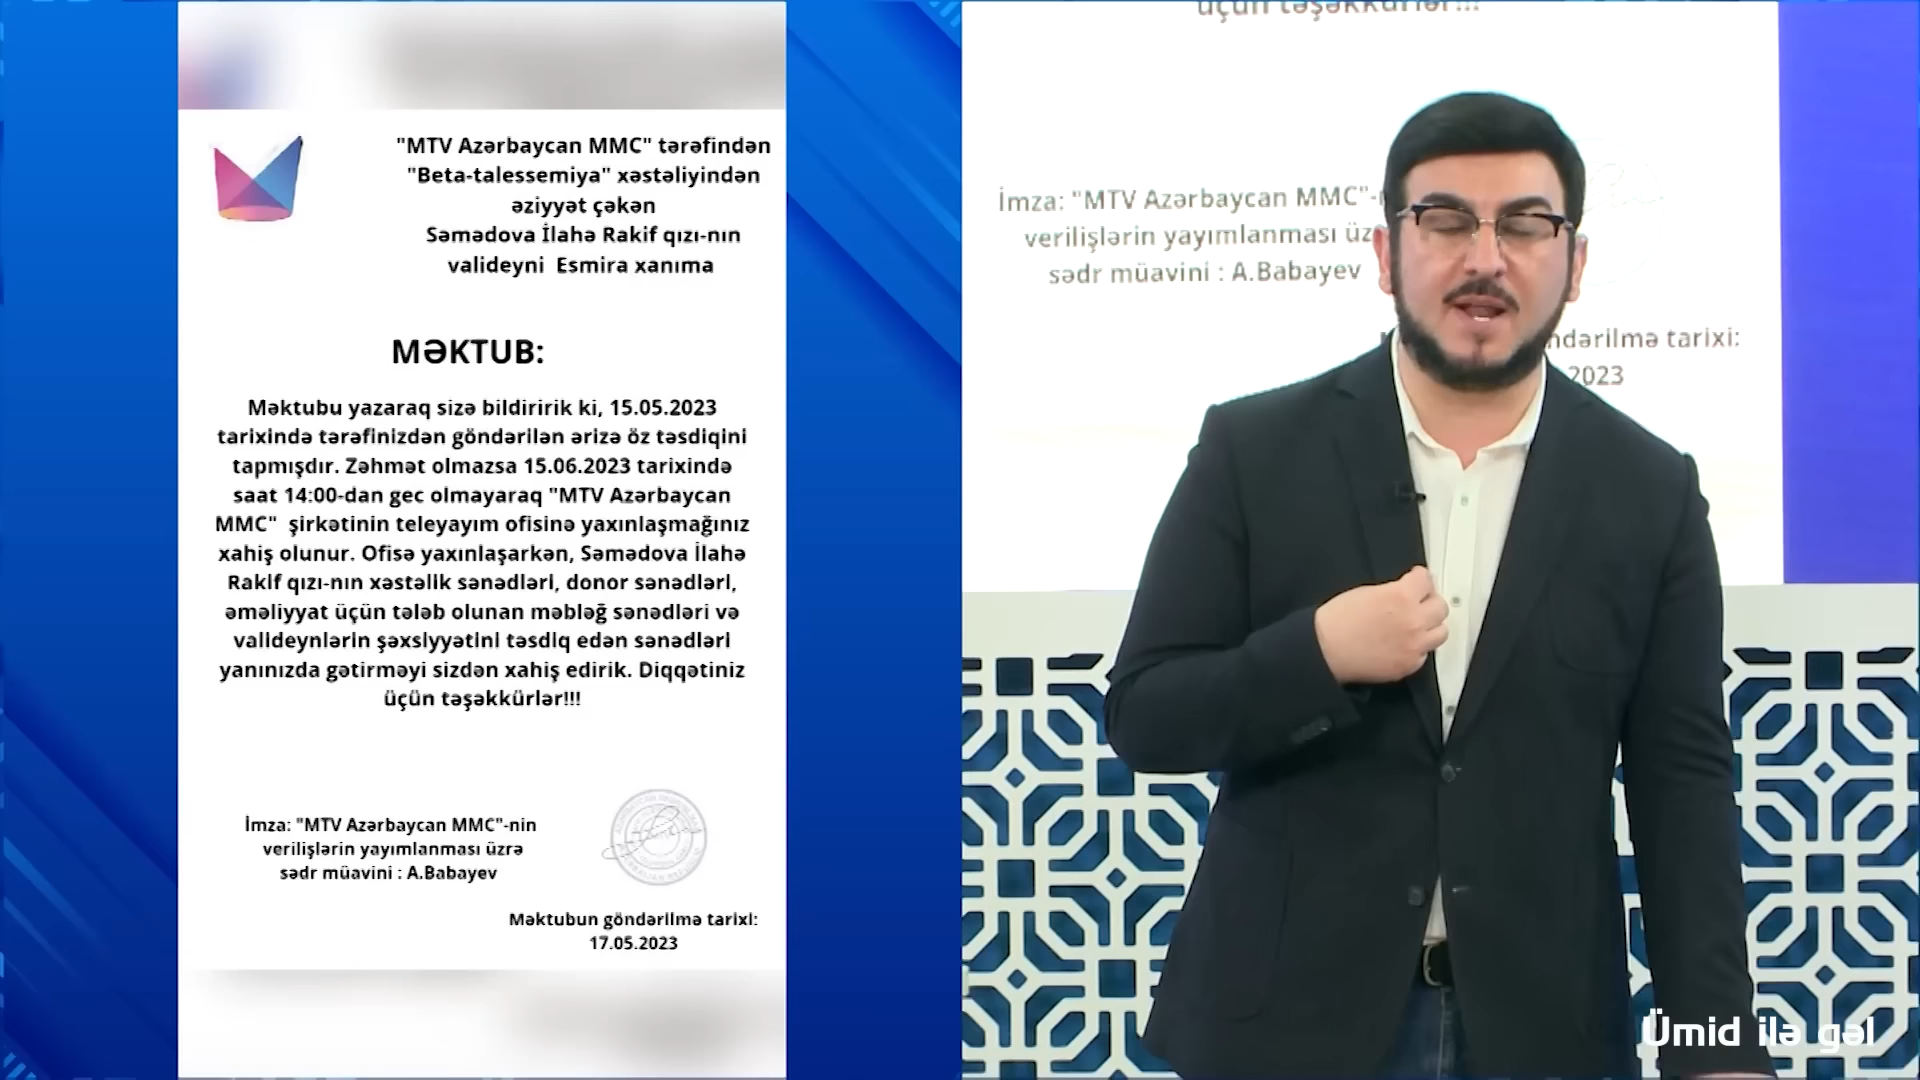 "MTV Azərbaycan MMC" tərəfindən
"Beta-talessemiya" xəstəliyindən
əziyyət çəkən
Səmədova İlahə Rakif qızı-nın
valideyni Esmira xanıma
MƏKTUB:
Məktubu yazaraq sizə bildiririk ki, 15.05.2023
tarixində tərəfinizdən göndərilən ərizə öz təsdiqini
tapmışdır. Zəhmət olmazsa 15.06.2023 tarixində
saat 14:00-dan gec olmayaraq "MTV Azərbaycan
MMC" şirkətinin teleyayım ofisinə yaxınlaşmağınız
xahiş olunur. Ofisə yaxınlaşarkən, Səmədova İlahə
Rakif qızı-nın xəstəlik sənədləri, donor sənədləri,
əməliyyat üçün tələb olunan məbləğ sənədləri və
valideynlərin şəxsiyyətini təsdiq edən sənədləri
yanınızda gətirməyi sizdən xahiş edirik. Diqqətiniz
üçün təşəkkürlər!!!
İmza: "MTV Azərbaycan MMC"-nin
verilişlərin yayımlanması üzrə
sədr müavini : A.Babayev
Məktubun göndərilmə tarixi:
17.05.2023
üçün təşəkkürlər!!!
İmza: "MTV Azərbaycan MMC"
verilişlərin yayımlanması üz
sədr müavini : A.Babayev
ndərilmə tarixi:
2023
Ümid ilə gəl